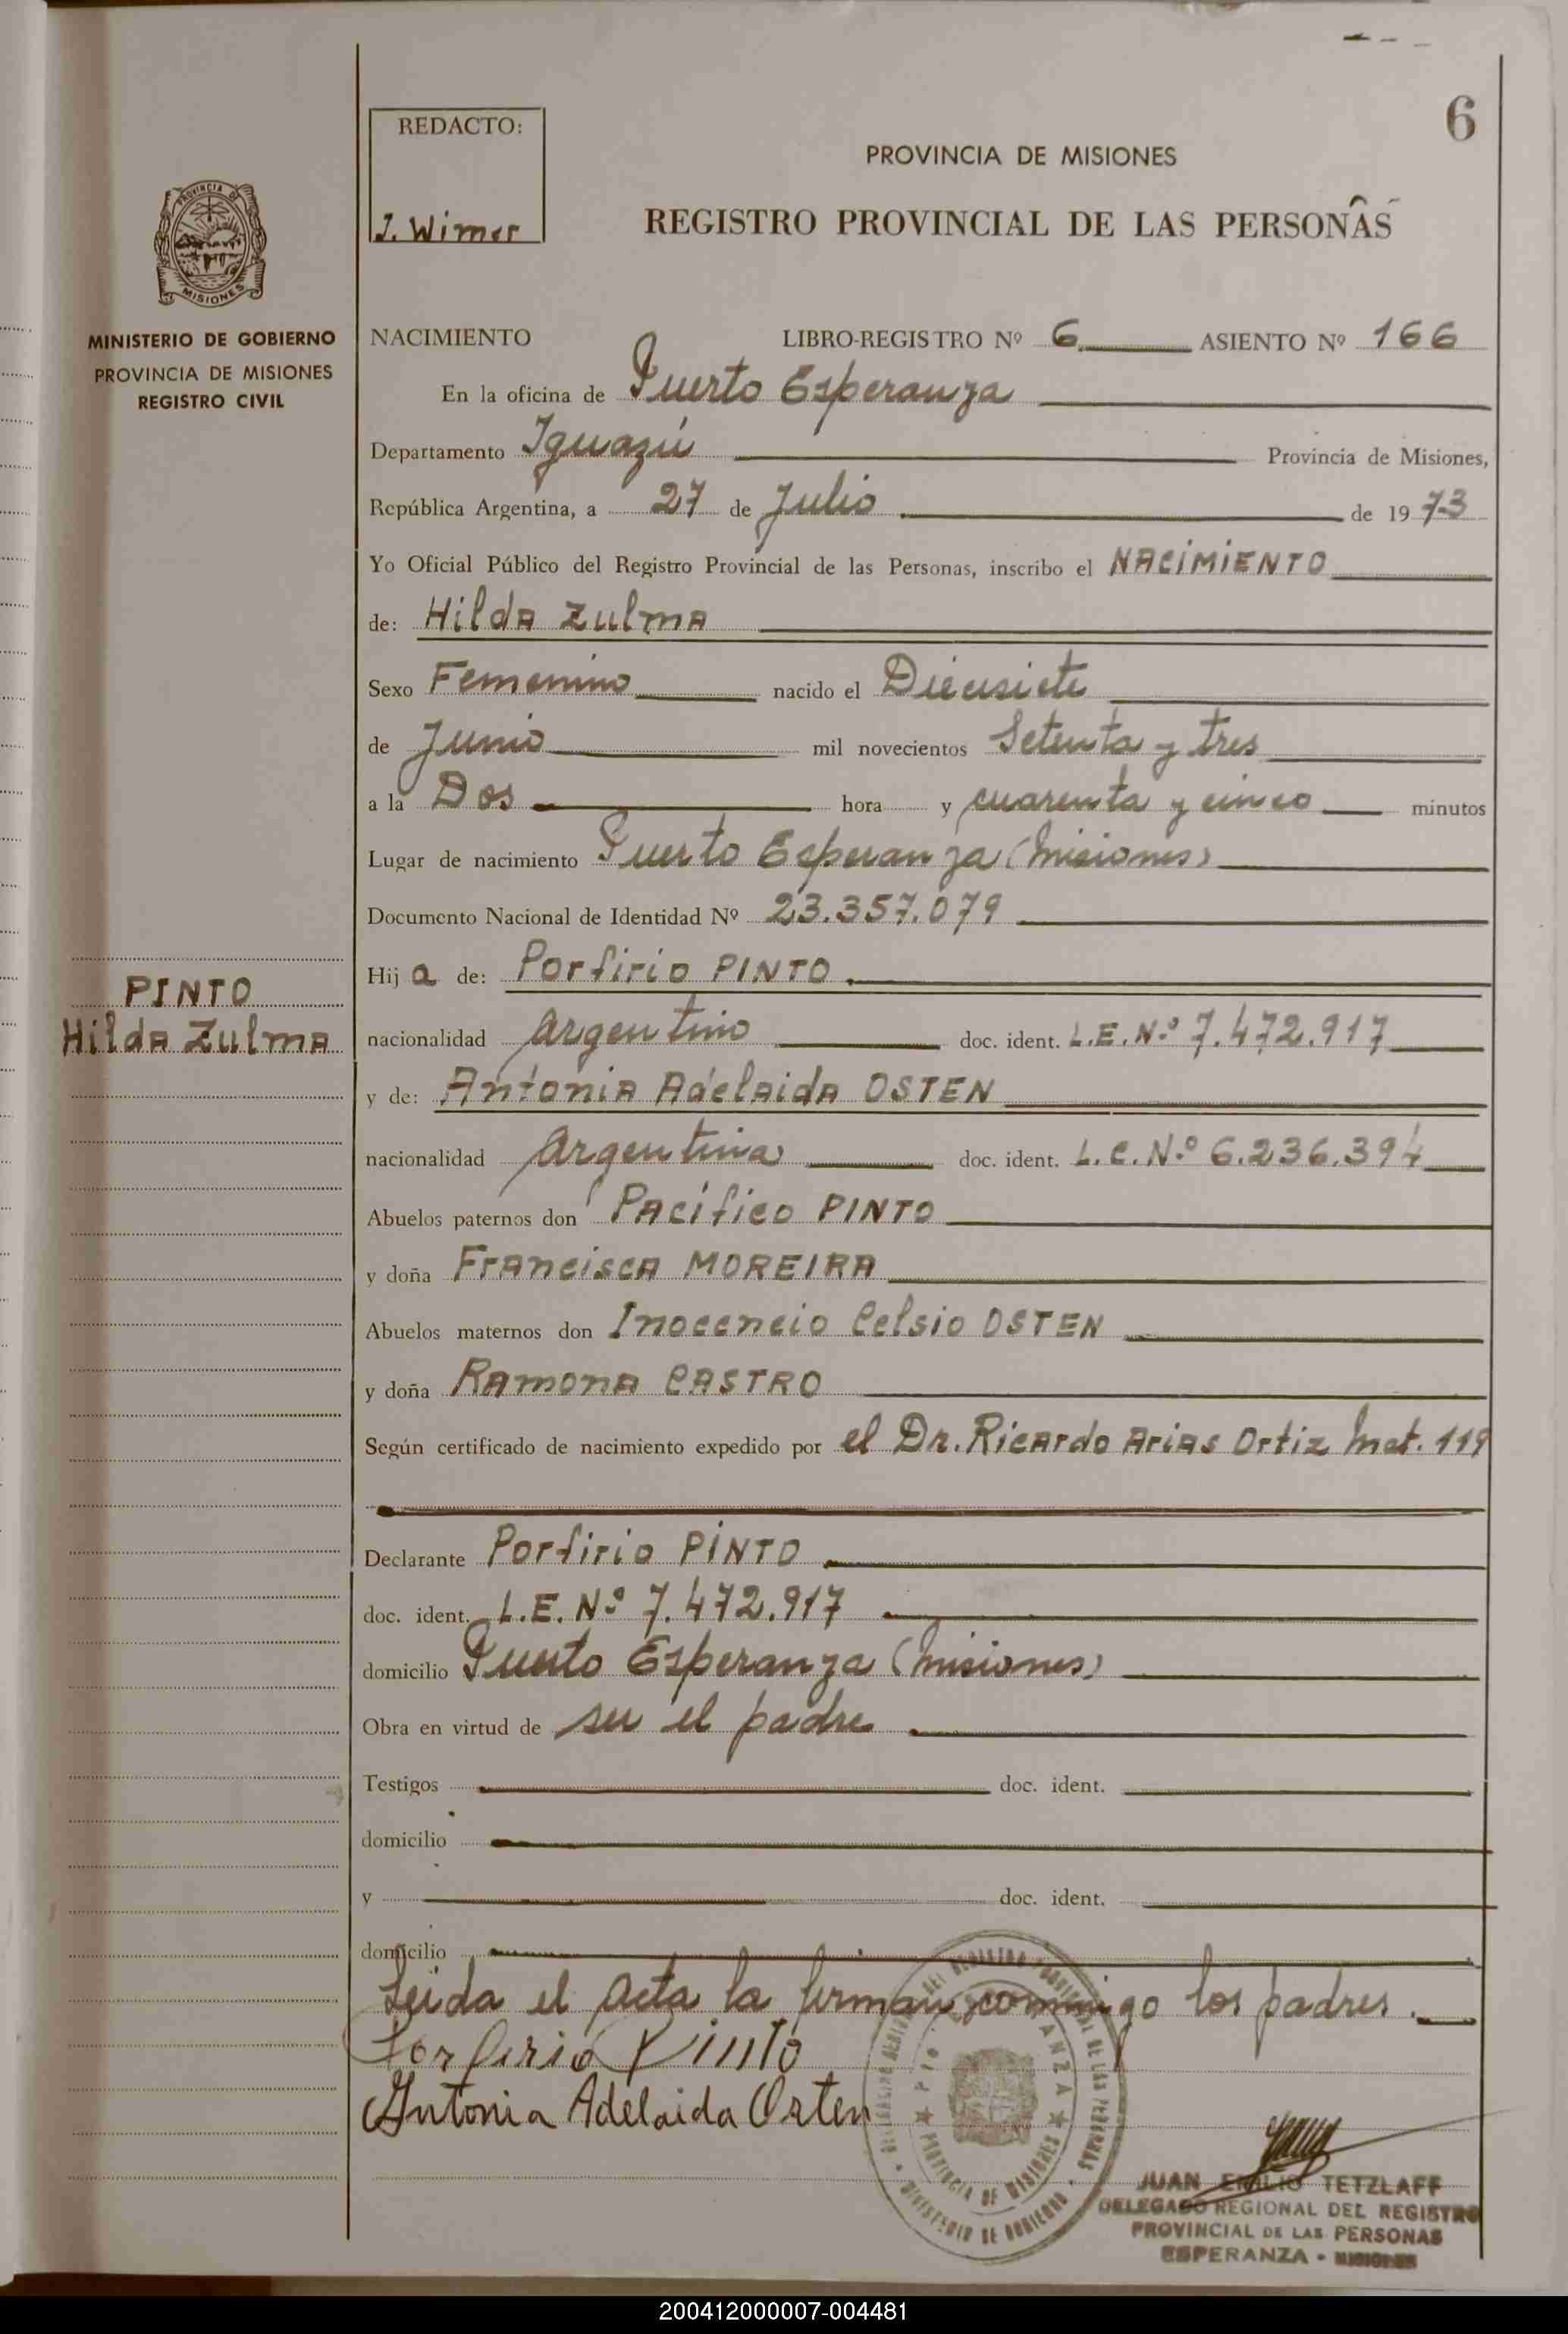 6
REDACTO:
J. Wimer
PROVINCIA DE MISIONES
REGISTRO PROVINCIAL DE LAS PERSONAS
PROVINCIA DE
MISIONES
MINISTERIO DE GOBIERNO
PROVINCIA DE MISIONES
REGISTRO CIVIL
NACIMIENTO LIBRO-REGISTRO Nº 6 ASIENTO Nº 166
En la oficina de Puerto Esperanza
Departamento Iguazú Provincia de Misiones,
República Argentina, a 27 de Julio de 1973
Yo Oficial Público del Registro Provincial de las Personas, inscribo el NACIMIENTO
de: Hilda Zulma
Sexo Femenino nacido el Diecisiete
de Junio mil novecientos Setenta y tres
a la Dos hora y cuarenta y cinco minutos
Lugar de nacimiento Puerto Esperanza (Misiones)
Documento Nacional de Identidad Nº 23.357.079
PINTO
Hilda Zulma
Hija de: Porfirio PINTO
nacionalidad Argentino doc. ident. L.E.Nº 7.472.917
y de: Antonia Adelaida OSTEN
nacionalidad Argentina doc. ident. L.C.Nº 6.236.394
Abuelos paternos don Pacífico PINTO
y doña Francisca MOREIRA
Abuelos maternos don Inocencio Celsio OSTEN
y doña Ramona CASTRO
Según certificado de nacimiento expedido por el Dr. Ricardo Arias Ortiz Mat. 119
Declarante Porfirio PINTO
doc. ident. L.E. Nº 7.472.917
domicilio Puerto Esperanza (Misiones)
Obra en virtud de ser el padre
Testigos doc. ident.
domicilio
y doc. ident.
domicilio
Leida el acta la firman conmigo los padres.
Porfirio Pinto
Antonia Adelaida Osten
PROVINCIA DE MISIONES
MINISTERIO DE GOBIERNO
JUAN EMILIO TETZLAFF
DELEGADO REGIONAL DEL REGISTRO
PROVINCIAL DE LAS PERSONAS
ESPERANZA - MISIONES
200412000007-004481